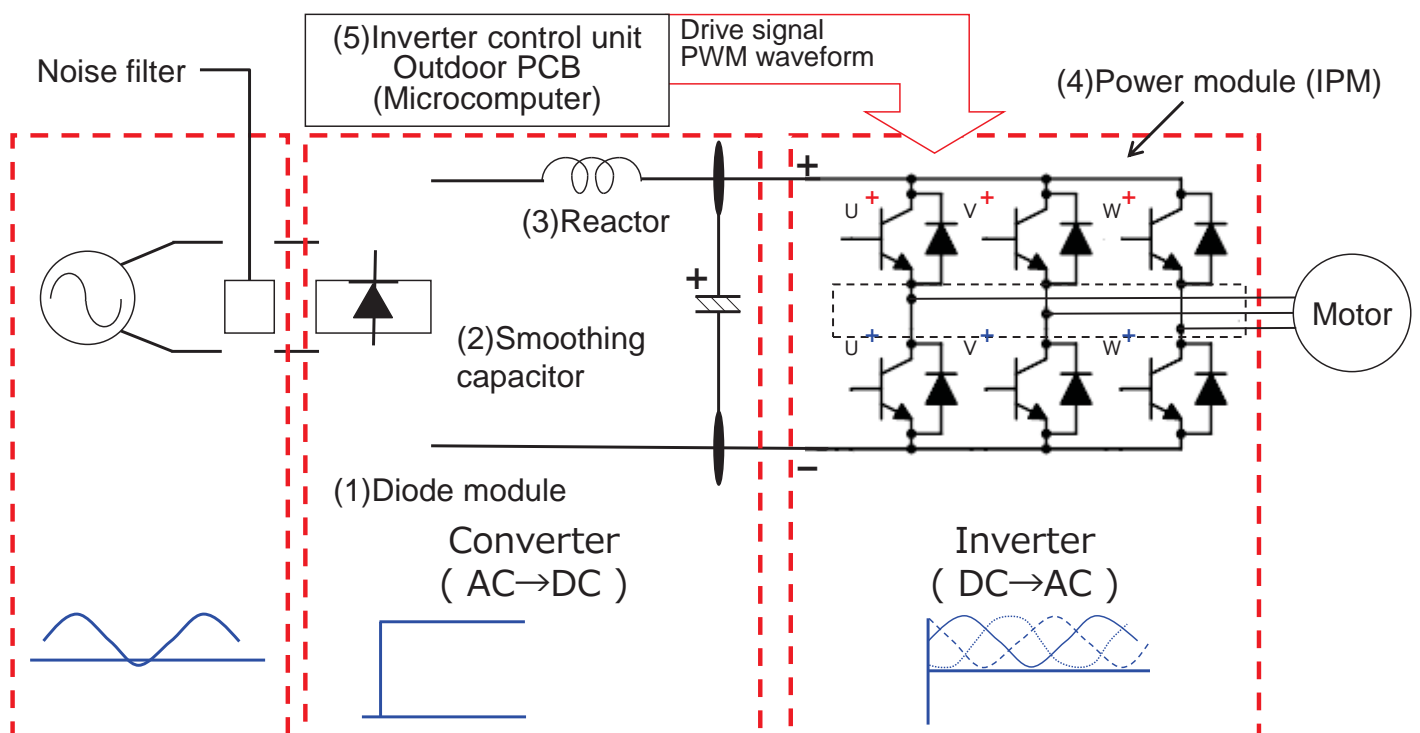 (5)Inverter control unit
Outdoor PCB
(Microcomputer)
Drive signal
PWM waveform
Noise filter
(4)Power module (IPM)
+
(3)Reactor
U+
V+
W+
+
Motor
(2)Smoothing
capacitor
U+
V+
W+
−
(1)Diode module
Converter
( AC→DC )
Inverter
( DC→AC )